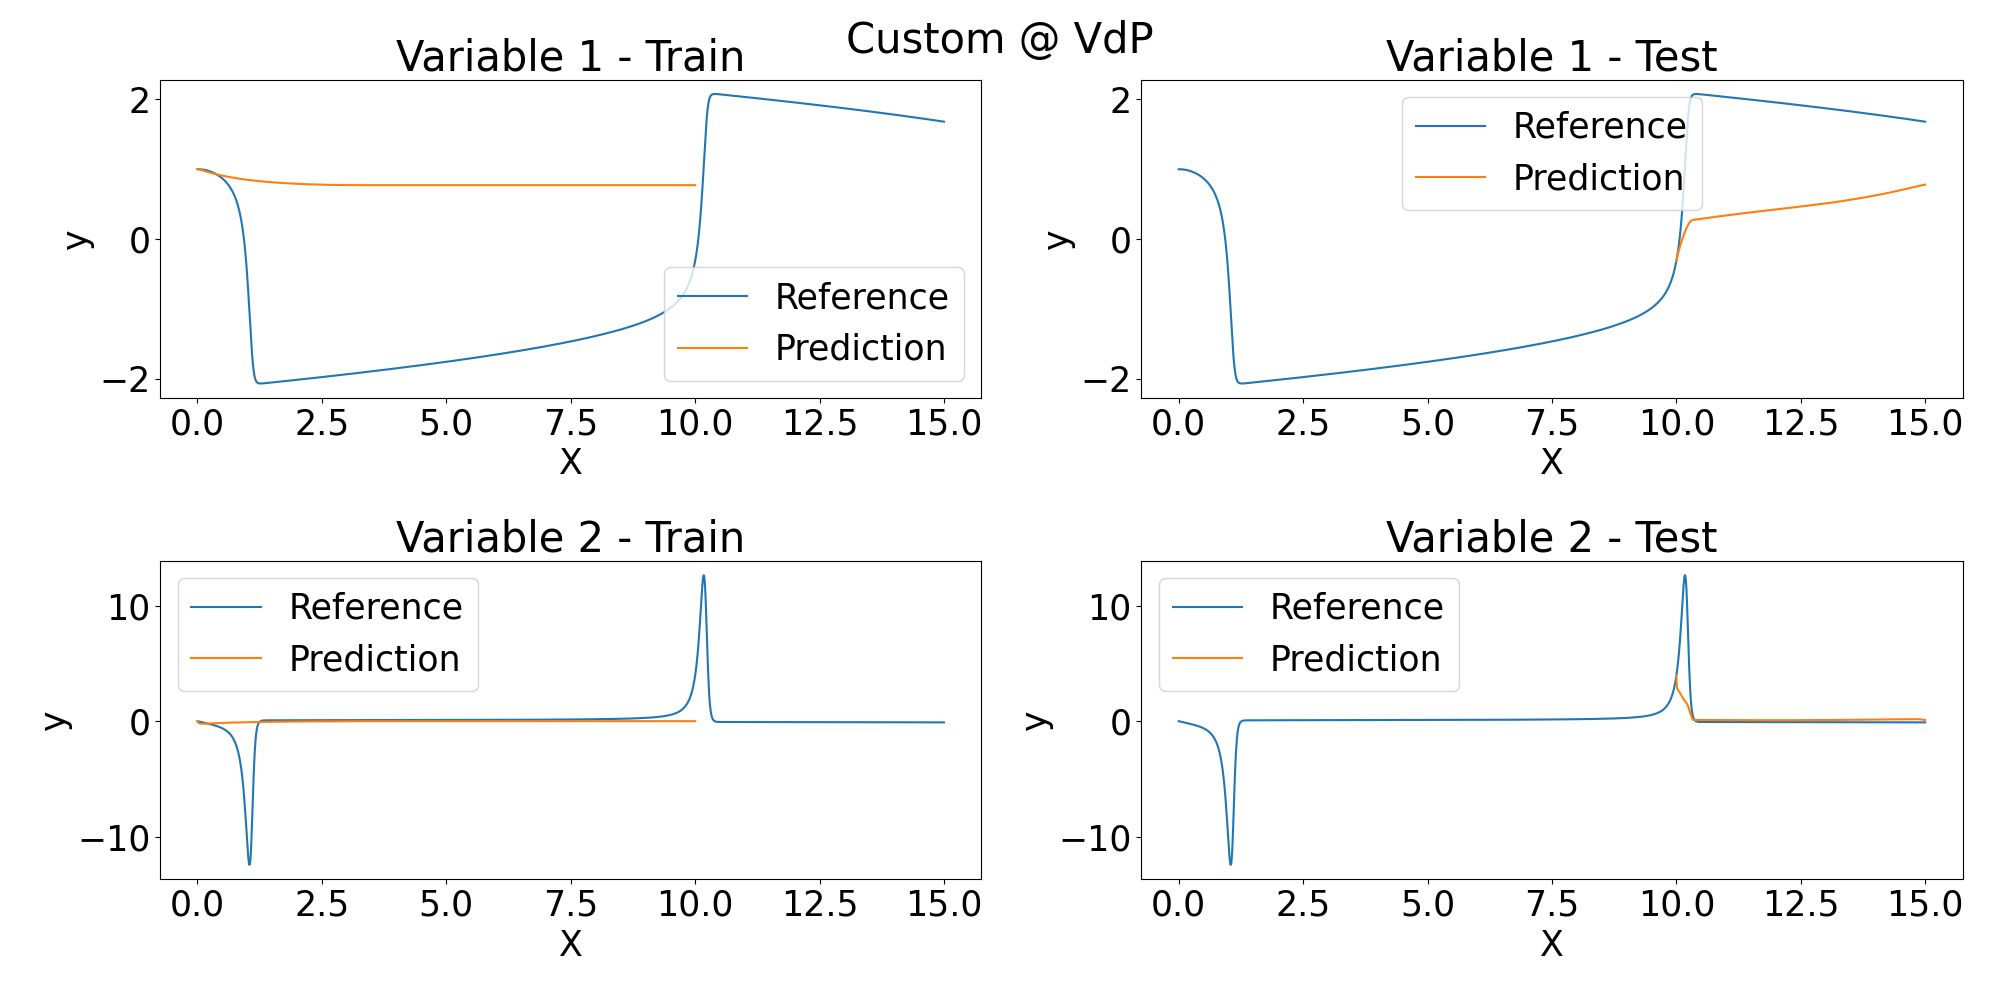 Custom @ VdP
Variable 1 - Train
2
0
−2
y
Reference
Prediction
0.0 2.5 5.0 7.5 10.0 12.5 15.0
X
Variable 1 - Test
2
0
−2
y
Reference
Prediction
0.0 2.5 5.0 7.5 10.0 12.5 15.0
X
Variable 2 - Train
10
0
−10
y
Reference
Prediction
0.0 2.5 5.0 7.5 10.0 12.5 15.0
X
Variable 2 - Test
10
0
−10
y
Reference
Prediction
0.0 2.5 5.0 7.5 10.0 12.5 15.0
X